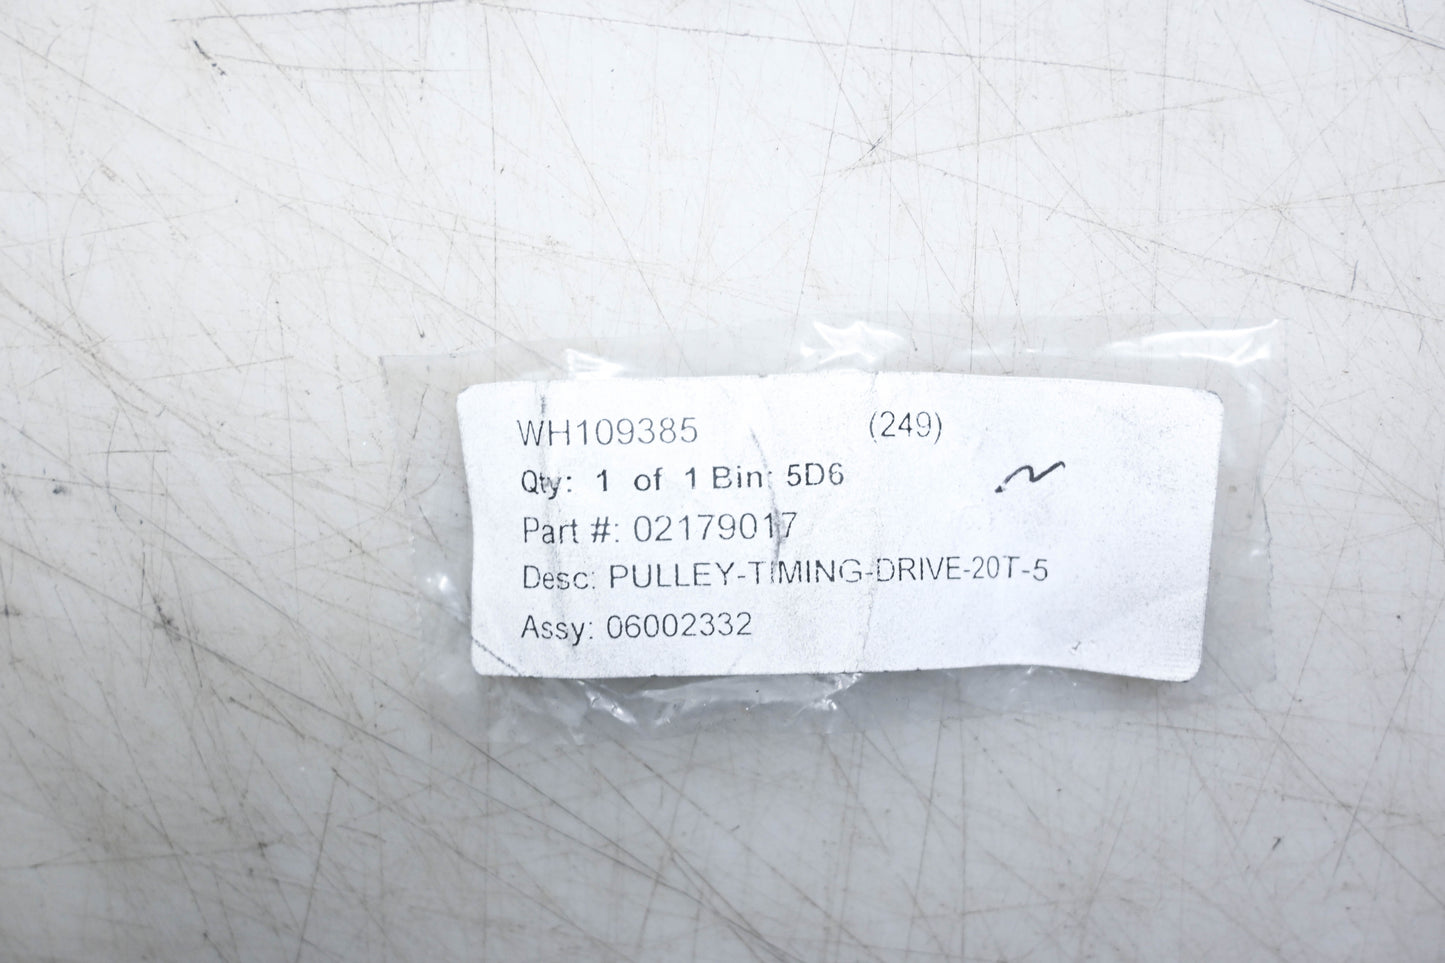 WH109385 (249)
Qty: 1 of 1 Bin: 5D6
Part #: 02179017
Desc: PULLEY-TIMING-DRIVE-20T-5
Assy: 06002332